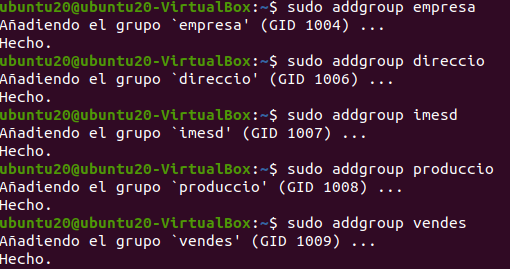 ubuntu20@ubuntu20-VirtualBox:~$ sudo addgroup empresa
Añadiendo el grupo `empresa' (GID 1004) ...
Hecho.
ubuntu20@ubuntu20-VirtualBox:~$ sudo addgroup direccio
Añadiendo el grupo `direccio' (GID 1006) ...
Hecho.
ubuntu20@ubuntu20-VirtualBox:~$ sudo addgroup imesd
Añadiendo el grupo `imesd' (GID 1007) ...
Hecho.
ubuntu20@ubuntu20-VirtualBox:~$ sudo addgroup produccio
Añadiendo el grupo `produccio' (GID 1008) ...
Hecho.
ubuntu20@ubuntu20-VirtualBox:~$ sudo addgroup vendes
Añadiendo el grupo `vendes' (GID 1009) ...
Hecho.